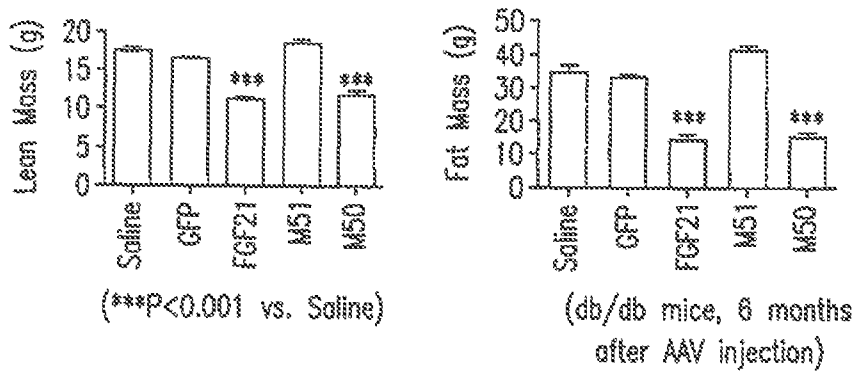 Lean Mass (g)
20
15
10
5
0
***
***
Saline
GFP
FGF21
M51
M50
(***P<0.001 vs. Saline)
Fat Mass (g)
50
40
30
20
10
0
***
***
Saline
GFP
FGF21
M51
M50
(db/db mice, 6 months
after AAV injection)